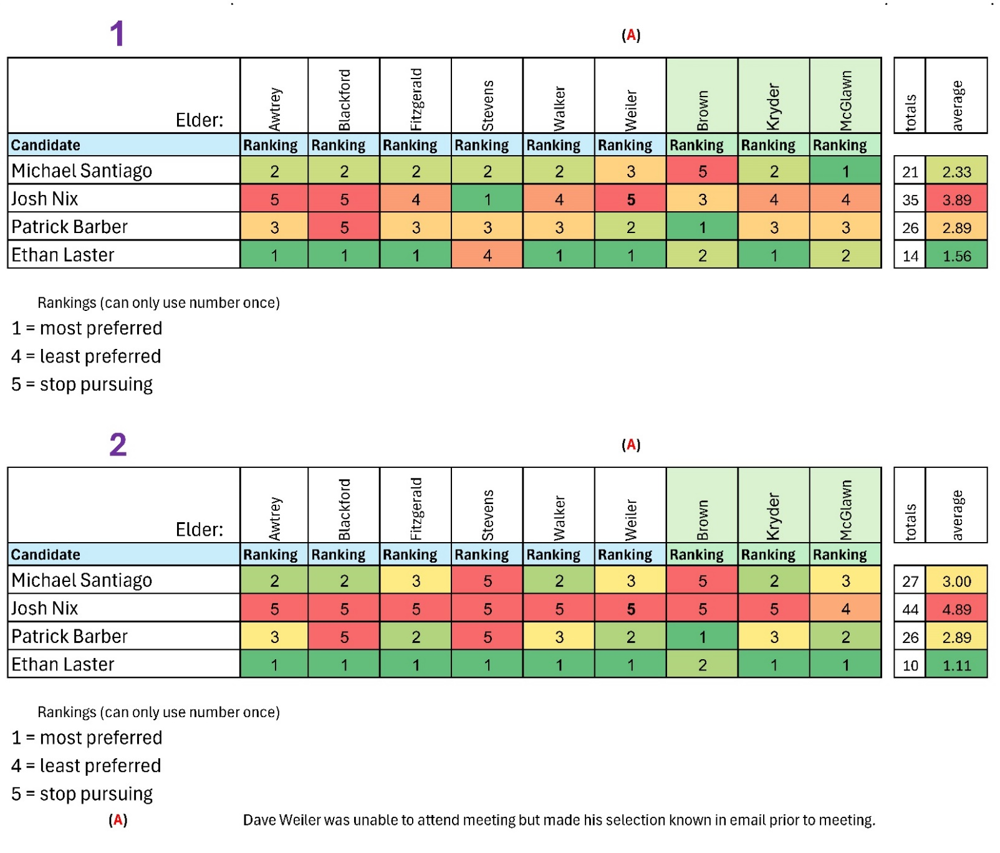 1
(A)
Elder: Awtrey Blackford Fitzgerald Stevens Walker Weiler Brown Kryder McGlawn totals average
Candidate Ranking Ranking Ranking Ranking Ranking Ranking Ranking Ranking Ranking
Michael Santiago 2 2 2 2 2 3 5 2 1 21 2.33
Josh Nix 5 5 4 1 4 5 3 4 4 35 3.89
Patrick Barber 3 5 3 3 3 2 1 3 3 26 2.89
Ethan Laster 1 1 1 4 1 1 2 1 2 14 1.56
Rankings (can only use number once)
1 = most preferred
4 = least preferred
5 = stop pursuing
2
(A)
Elder: Awtrey Blackford Fitzgerald Stevens Walker Weiler Brown Kryder McGlawn totals average
Candidate Ranking Ranking Ranking Ranking Ranking Ranking Ranking Ranking Ranking
Michael Santiago 2 2 3 5 2 3 5 2 3 27 3.00
Josh Nix 5 5 5 5 5 5 5 5 4 44 4.89
Patrick Barber 3 5 2 5 3 2 1 3 2 26 2.89
Ethan Laster 1 1 1 1 1 1 2 1 1 10 1.11
Rankings (can only use number once)
1 = most preferred
4 = least preferred
5 = stop pursuing
(A) Dave Weiler was unable to attend meeting but made his selection known in email prior to meeting.